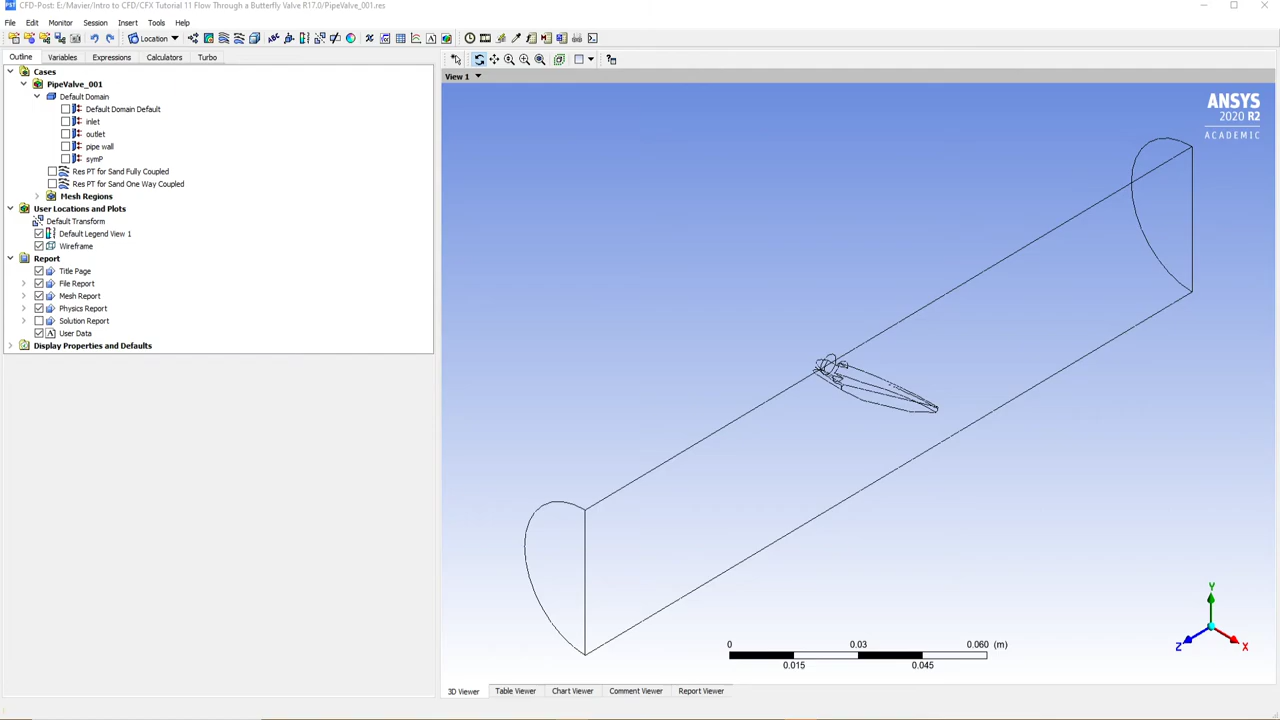 CFD-Post: E:/Mavier/Intro to CFD/CFX Tutorial 11 Flow Through a Butterfly Valve R17.0/PipeValve_001.res
File Edit Monitor Session Insert Tools Help
Location
Outline Variables Expressions Calculators Turbo
View 1
Cases
PipeValve_001
Default Domain
Default Domain Default
inlet
outlet
pipe wall
symP
Res PT for Sand Fully Coupled
Res PT for Sand One Way Coupled
Mesh Regions
User Locations and Plots
Default Transform
Default Legend View 1
Wireframe
Report
Title Page
File Report
Mesh Report
Physics Report
Solution Report
A User Data
Display Properties and Defaults
ANSYS
2020 R2
ACADEMIC
Y
Z
X
0 0.03 0.060 (m)
0.015 0.045
3D Viewer Table Viewer Chart Viewer Comment Viewer Report Viewer